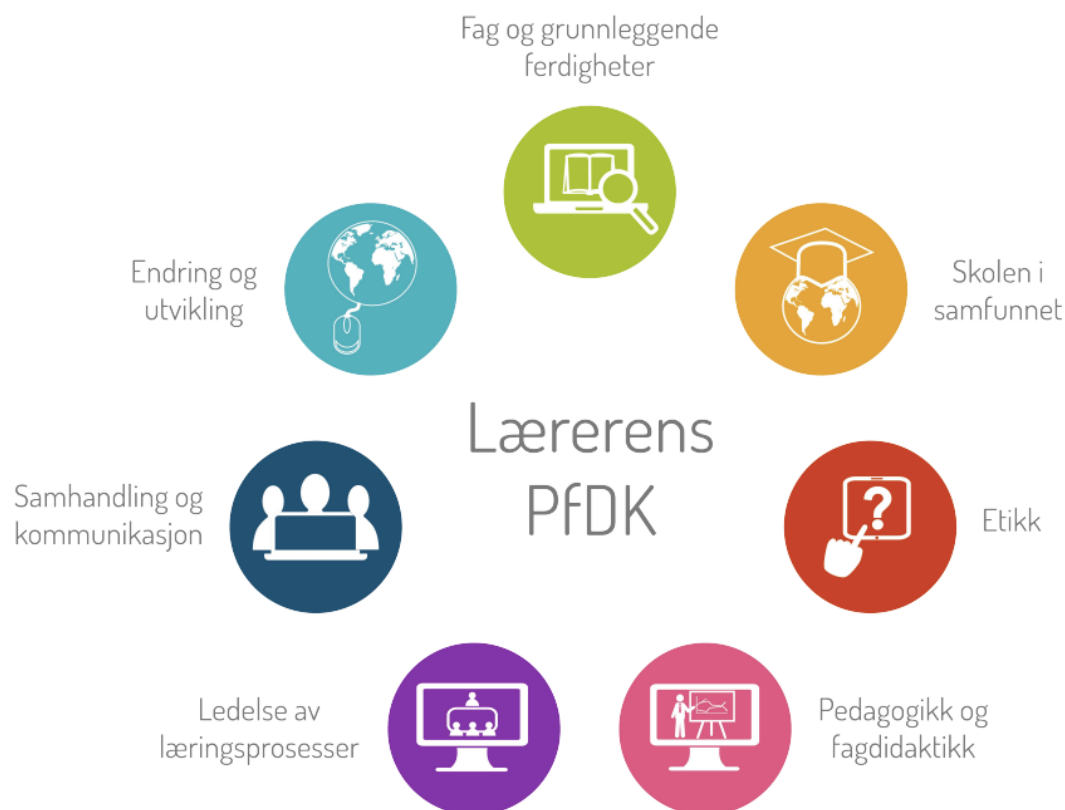 Fag og grunnleggende
ferdigheter
Skolen i
samfunnet
Etikk
Pedagogikk og
fagdidaktikk
Ledelse av
læringsprosesser
Samhandling og
kommunikasjon
Endring og
utvikling
Lærerens
PfDK
?